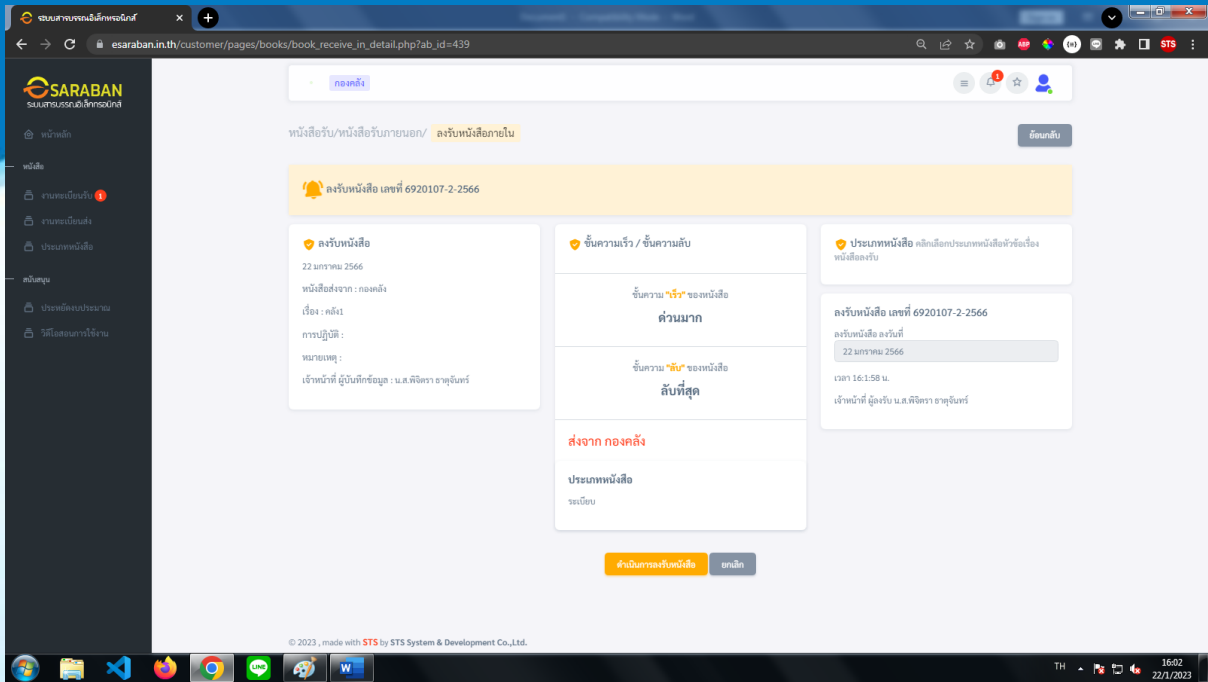 ระบบสารบรรณอิเล็กทรอนิกส์
esaraban.in.th/customer/pages/books/book_receive_in_detail.php?ab_id=439
ABP
STS
SARABAN
ระบบสารบรรณอิเล็กทรอนิกส์
หน้าหลัก
หนังสือ
งานทะเบียนรับ 1
งานทะเบียนส่ง
ประเภทหนังสือ
สนับสนุน
ประหยัดงบประมาณ
วิดีโอสอนการใช้งาน
กองคลัง
1
หนังสือรับ/หนังสือรับภายนอก/ ลงรับหนังสือภายใน
ย้อนกลับ
ลงรับหนังสือ เลขที่ 6920107-2-2566
ลงรับหนังสือ
22 มกราคม 2566
หนังสือส่งจาก : กองคลัง
เรื่อง : คลัง1
การปฏิบัติ :
หมายเหตุ :
เจ้าหน้าที่ ผู้บันทึกข้อมูล : น.ส.พิจิตรา ธาตุจันทร์
ชั้นความเร็ว / ชั้นความลับ
ชั้นความ "เร็ว" ของหนังสือ
ด่วนมาก
ชั้นความ "ลับ" ของหนังสือ
ลับที่สุด
ส่งจาก กองคลัง
ประเภทหนังสือ
ระเบียบ
ประเภทหนังสือ คลิกเลือกประเภทหนังสือหัวข้อเรื่อง
หนังสือลงรับ
ลงรับหนังสือ เลขที่ 6920107-2-2566
ลงรับหนังสือ ลงวันที่
22 มกราคม 2566
เวลา 16:1:58 น.
เจ้าหน้าที่ ผู้ลงรับ น.ส.พิจิตรา ธาตุจันทร์
ดำเนินการลงรับหนังสือ
ยกเลิก
© 2023 , made with STS by STS System & Development Co.,Ltd.
LINE
TH
16:02
22/1/2023